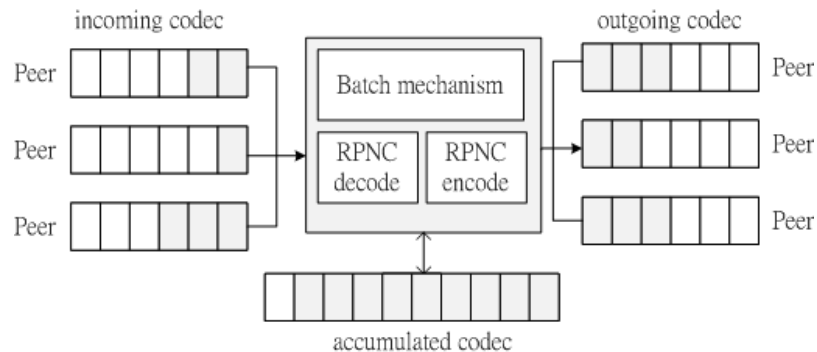 incoming codec
outgoing codec
Peer
Peer
Peer
Batch mechanism
RPNC
decode
RPNC
encode
Peer
Peer
Peer
accumulated codec